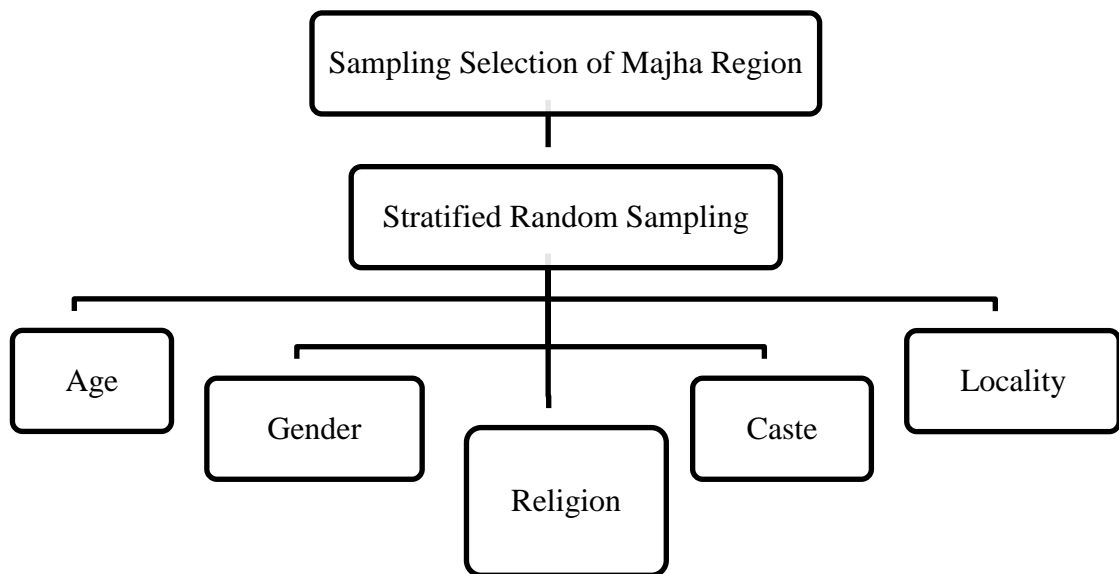 Sampling Selection of Majha Region
Stratified Random Sampling
Age
Gender
Religion
Caste
Locality